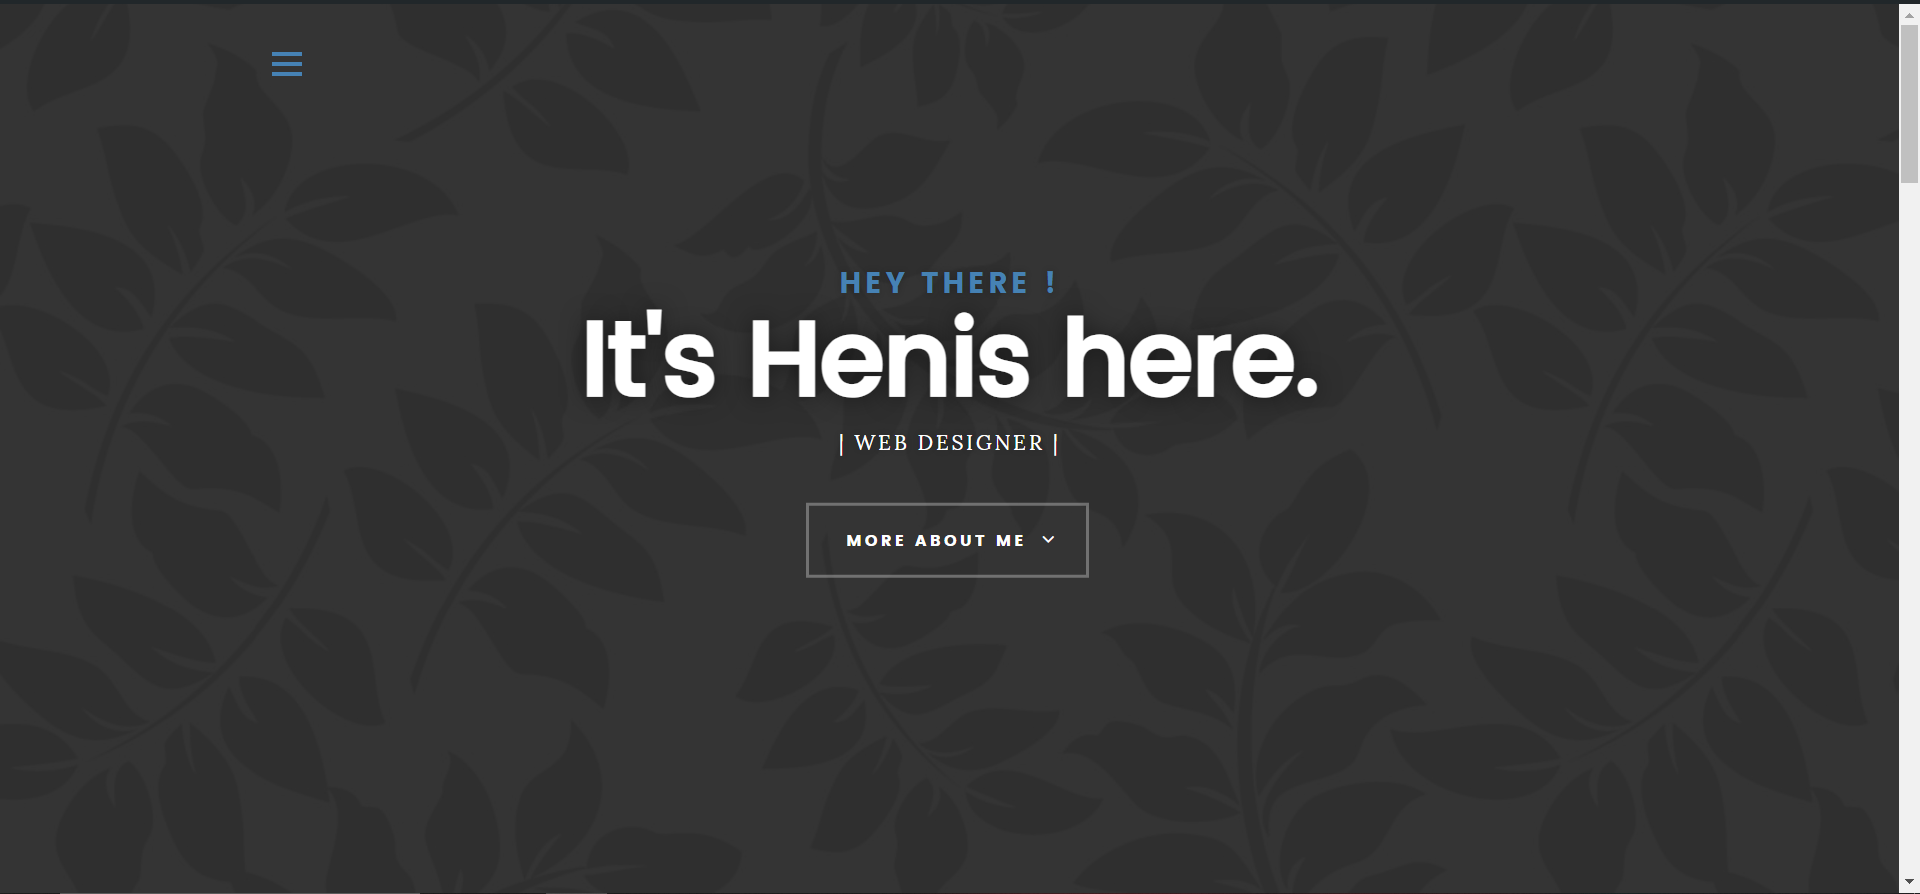 HEY THERE !
It's Henis here.
| WEB DESIGNER |
MORE ABOUT ME